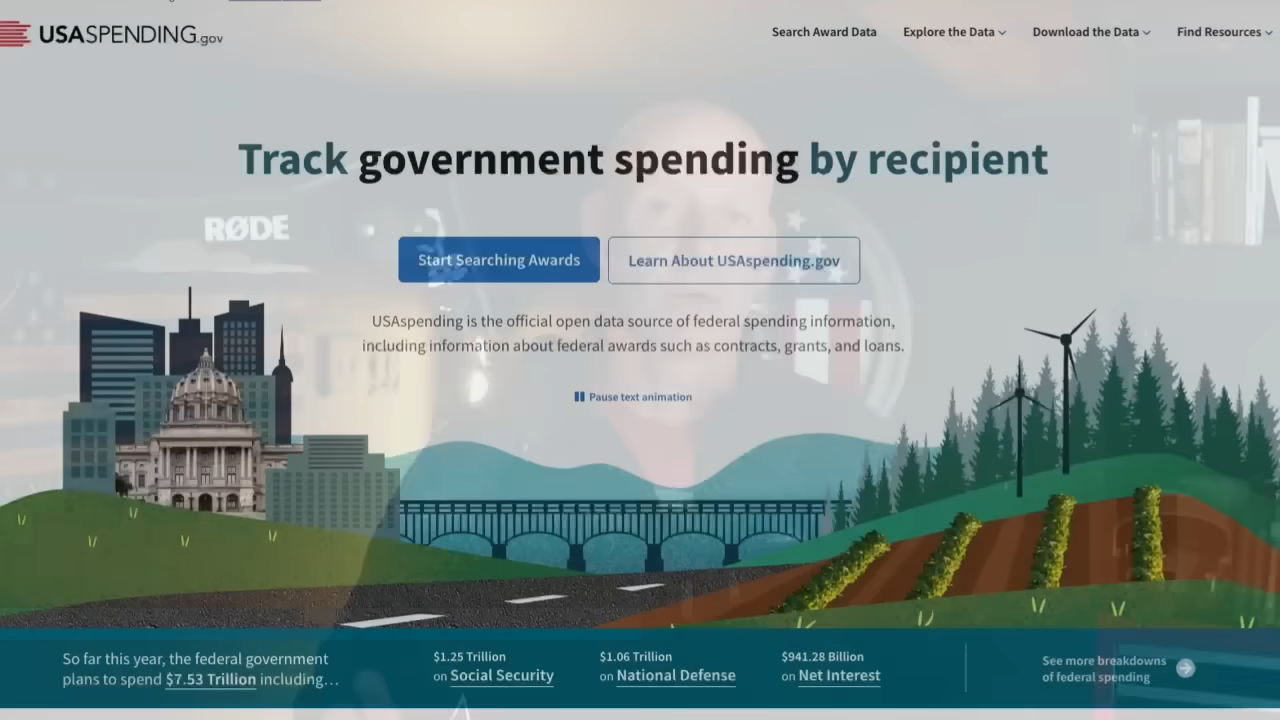 USASPENDING.gov
Search Award Data
Explore the Data
Download the Data
Find Resources
Track government spending by recipient
RØDE
Start Searching Awards
Learn About USAspending.gov
USAspending is the official open data source of federal spending information,
including information about federal awards such as contracts, grants, and loans.
Pause text animation
So far this year, the federal government
plans to spend $7.53 Trillion including…
$1.25 Trillion
on Social Security
$1.06 Trillion
on National Defense
$941.28 Billion
on Net Interest
See more breakdowns
of federal spending